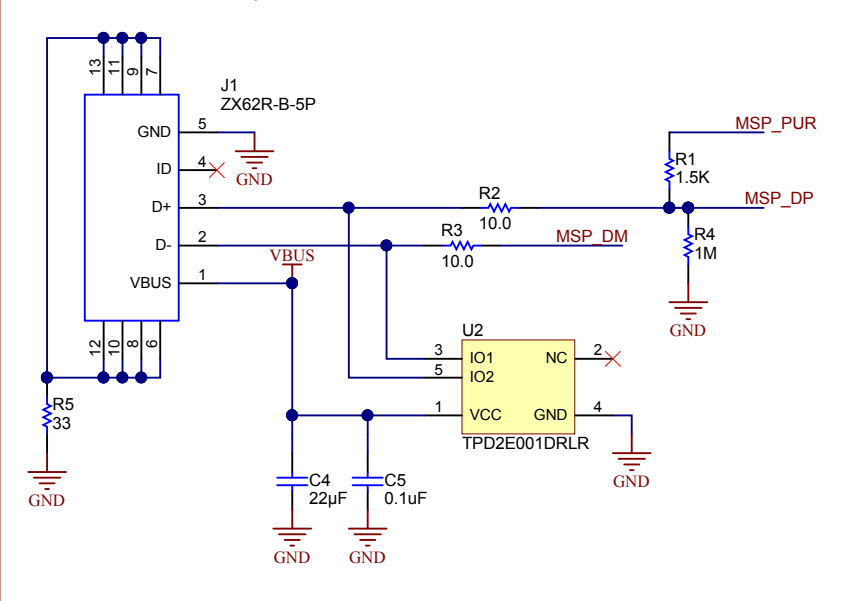 13
11
9
7
J1
ZX62R-B-5P
GND 5
GND
ID 4
D+ 3
D- 2
VBUS 1
VBUS
12
10
8
6
R5
33
GND
R2
10.0
R3
10.0
MSP_DM
MSP_PUR
R1
1.5K
MSP_DP
R4
1M
GND
U2
3 IO1 NC 2
5 IO2
1 VCC GND 4
TPD2E001DRLR
GND
C4
22µF
GND
C5
0.1uF
GND